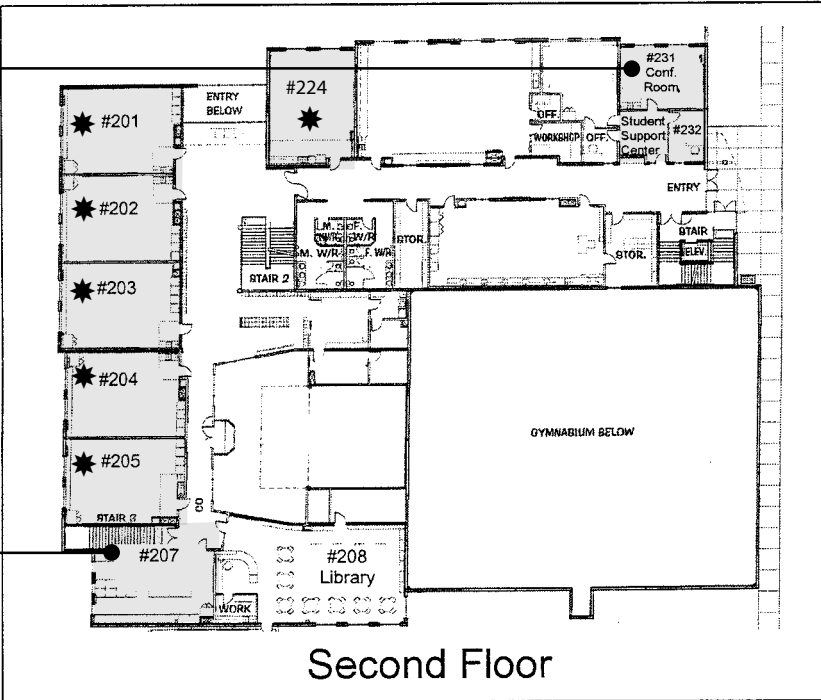 #231
Conf.
Room
#224
ENTRY
BELOW
#201
OFF.
Student
Support
Center
#232
WORKSHOP
OFF.
ENTRY
#202
M.
W/R
F.
W/R
STOR.
M. W/R
F. W/R
STAIR
ELEV.
STOR.
STAIR 2
#203
#204
GYMNASIUM BELOW
#205
CO
STAIR 3
#207
#208
Library
WORK
Second Floor